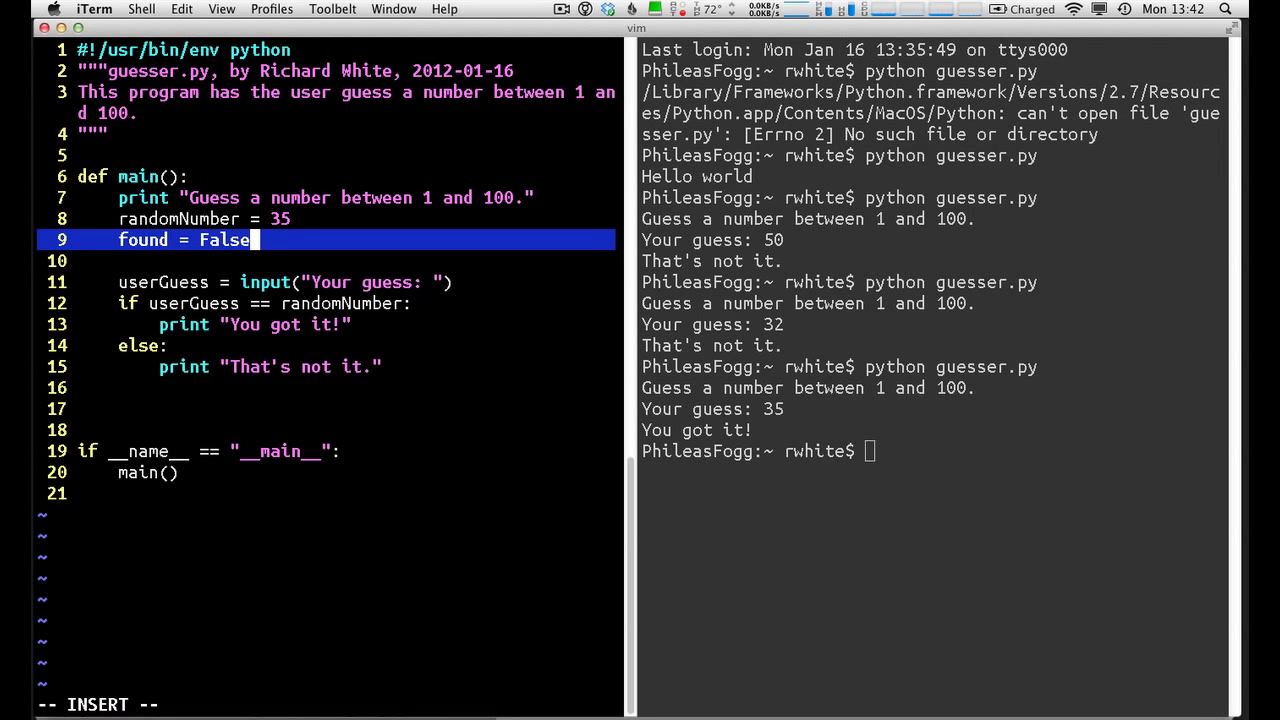 iTerm Shell Edit View Profiles Toolbelt Window Help 72° 0.0KB/s 0.0KB/s Charged Mon 13:42
vim
1 #!/usr/bin/env python
2 """guesser.py, by Richard White, 2012-01-16
3 This program has the user guess a number between 1 an
d 100.
4 """
5
6 def main():
7 print "Guess a number between 1 and 100."
8 randomNumber = 35
9 found = False
10
11 userGuess = input("Your guess: ")
12 if userGuess == randomNumber:
13 print "You got it!"
14 else:
15 print "That's not it."
16
17
18
19 if __name__ == "__main__":
20 main()
21
~
~
~
~
~
~
~
~
~
-- INSERT --
Last login: Mon Jan 16 13:35:49 on ttys000
PhileasFogg:~ rwhite$ python guesser.py
/Library/Frameworks/Python.framework/Versions/2.7/Resourc
es/Python.app/Contents/MacOS/Python: can't open file 'gue
sser.py': [Errno 2] No such file or directory
PhileasFogg:~ rwhite$ python guesser.py
Hello world
PhileasFogg:~ rwhite$ python guesser.py
Guess a number between 1 and 100.
Your guess: 50
That's not it.
PhileasFogg:~ rwhite$ python guesser.py
Guess a number between 1 and 100.
Your guess: 32
That's not it.
PhileasFogg:~ rwhite$ python guesser.py
Guess a number between 1 and 100.
Your guess: 35
You got it!
PhileasFogg:~ rwhite$